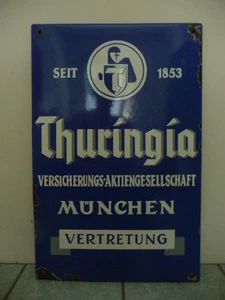 SEIT 1853
Thuringia
VERSICHERUNGS-AKTIENGESELLSCHAFT
MÜNCHEN
VERTRETUNG